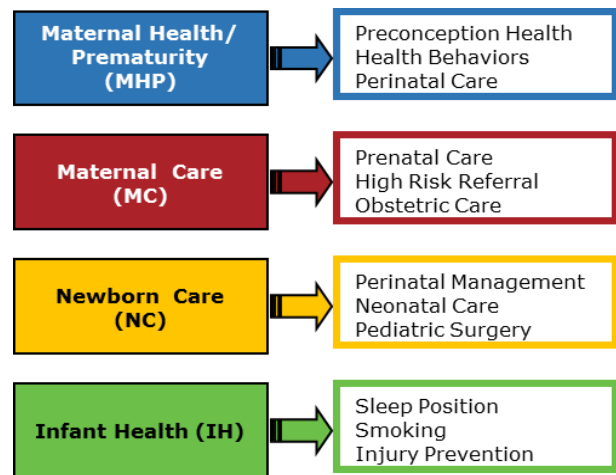 Maternal Health/
Prematurity
(MHP)
Preconception Health
Health Behaviors
Perinatal Care
Maternal Care
(MC)
Prenatal Care
High Risk Referral
Obstetric Care
Newborn Care
(NC)
Perinatal Management
Neonatal Care
Pediatric Surgery
Infant Health (IH)
Sleep Position
Smoking
Injury Prevention